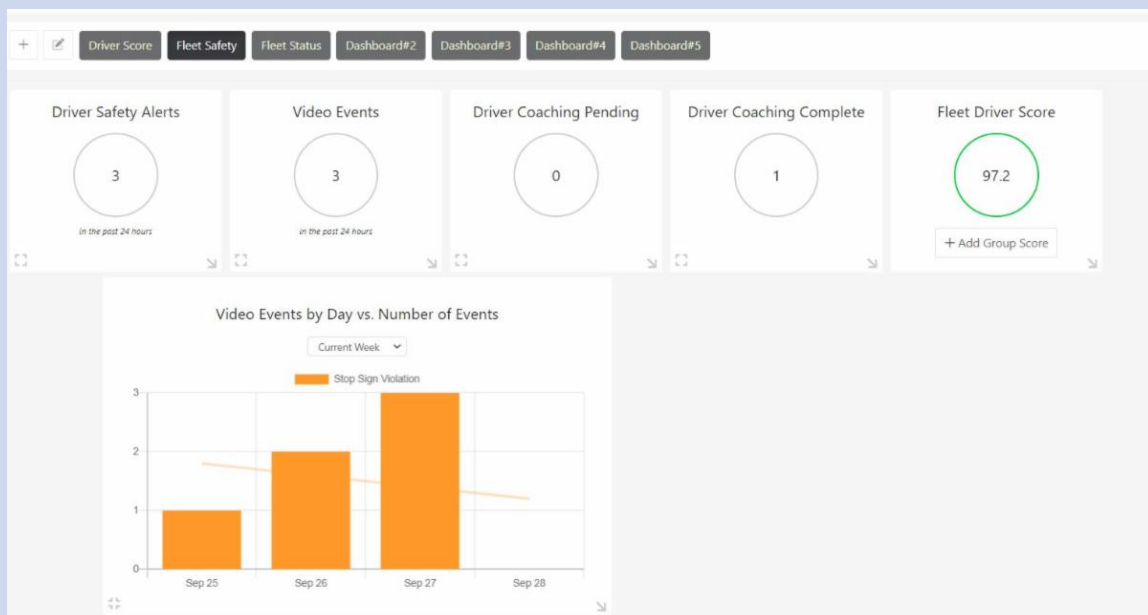 + Driver Score Fleet Safety Fleet Status Dashboard#2 Dashboard#3 Dashboard#4 Dashboard#5
Driver Safety Alerts
3
in the past 24 hours
Video Events
3
in the past 24 hours
Driver Coaching Pending
0
Driver Coaching Complete
1
Fleet Driver Score
97.2
+ Add Group Score
Video Events by Day vs. Number of Events
Current Week
Stop Sign Violation
3
2
1
0
Sep 25 Sep 26 Sep 27 Sep 28